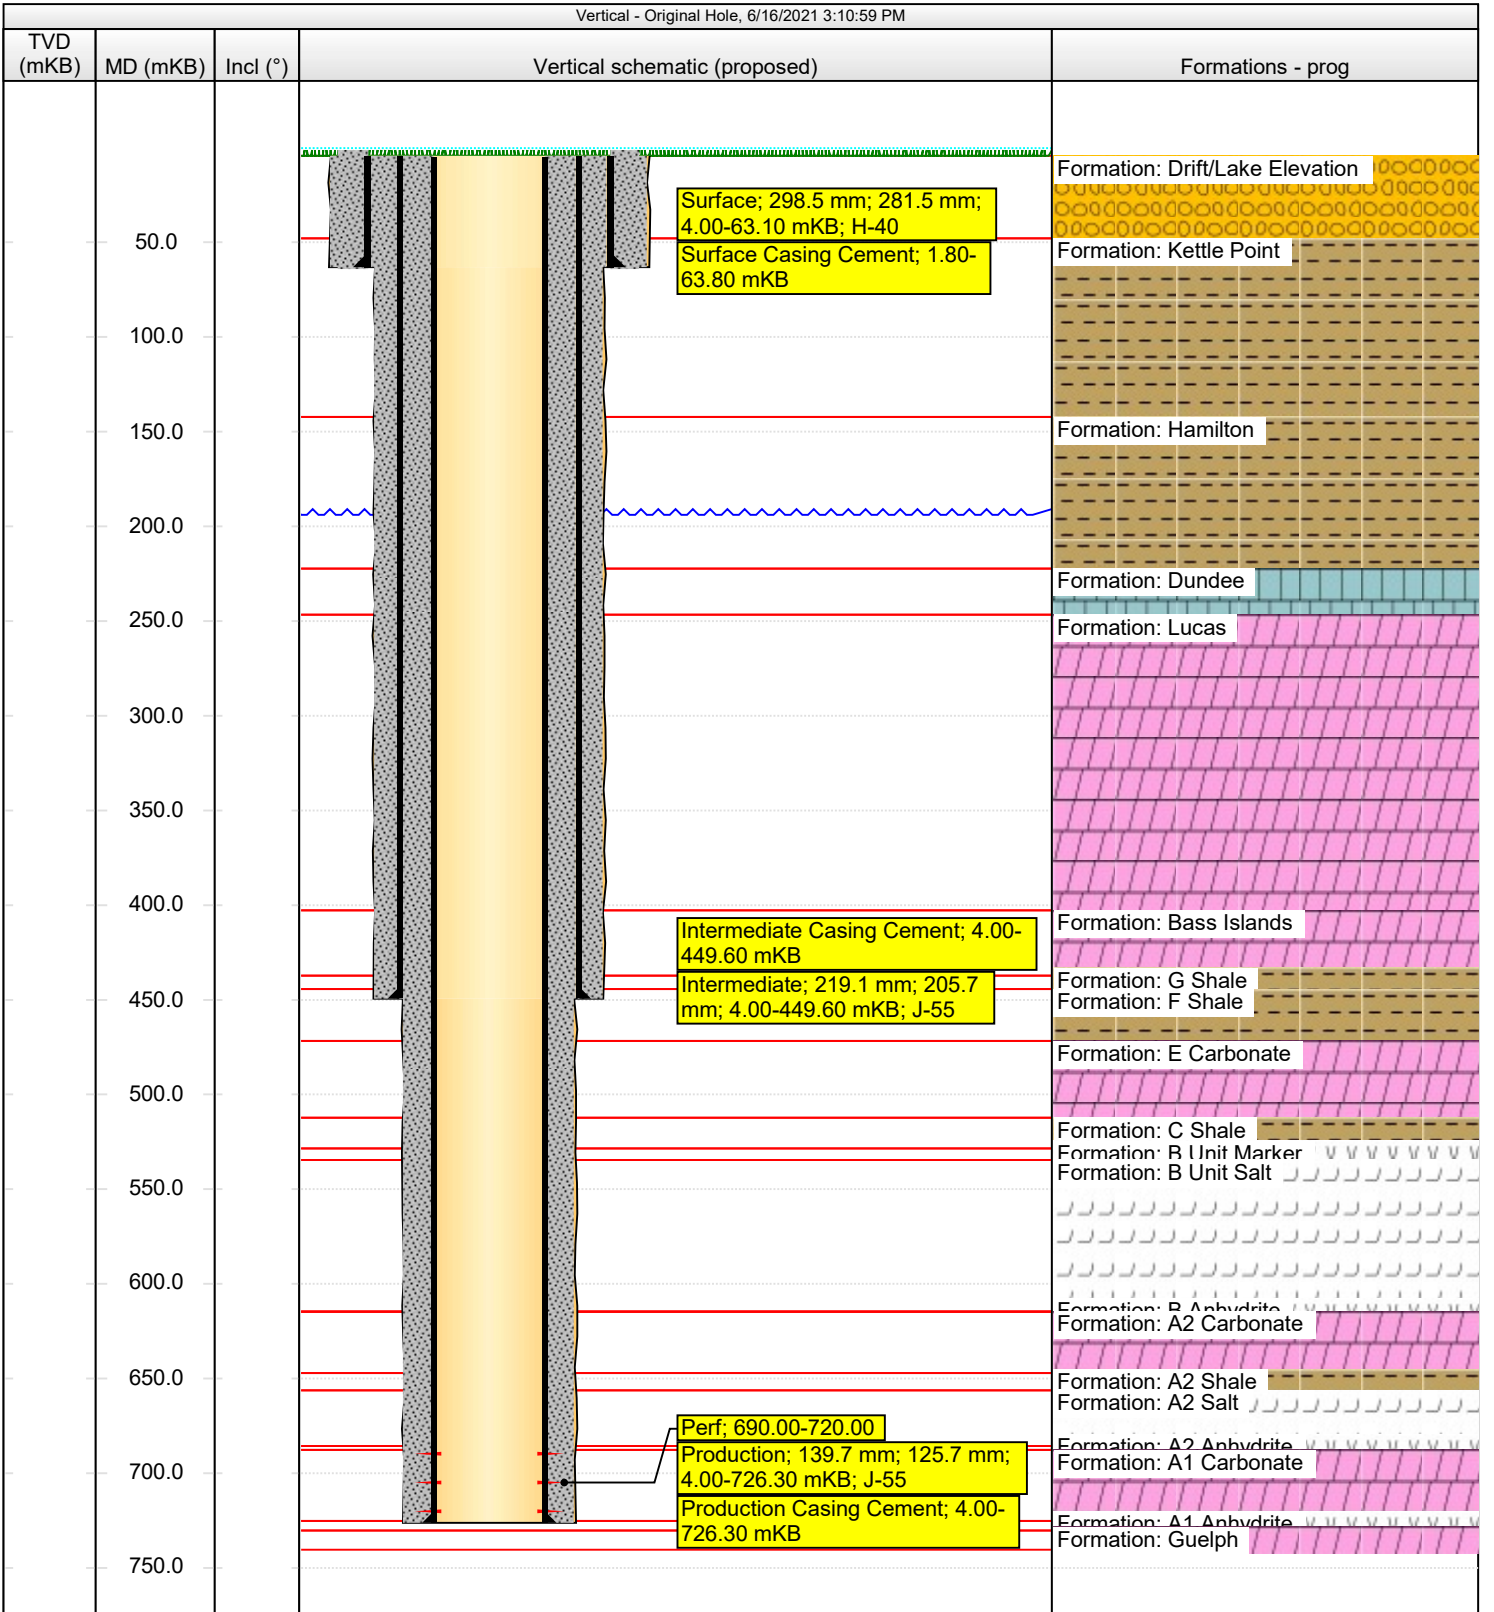 Vertical - Original Hole, 6/16/2021 3:10:59 PM
TVD (mKB)
MD (mKB)
Incl (°)
Vertical schematic (proposed)
Formations - prog
Formation: Drift/Lake Elevation
Surface; 298.5 mm; 281.5 mm;
4.00-63.10 mKB; H-40
50.0
Formation: Kettle Point
Surface Casing Cement; 1.80-
63.80 mKB
100.0
150.0
Formation: Hamilton
200.0
Formation: Dundee
250.0
Formation: Lucas
300.0
350.0
400.0
Formation: Bass Islands
Intermediate Casing Cement; 4.00-
449.60 mKB
Formation: G Shale
Intermediate; 219.1 mm; 205.7
mm; 4.00-449.60 mKB; J-55
450.0
Formation: F Shale
Formation: E Carbonate
500.0
Formation: C Shale
Formation: B Unit Marker
Formation: B Unit Salt
550.0
600.0
Formation: B Anhydrite
Formation: A2 Carbonate
650.0
Formation: A2 Shale
Formation: A2 Salt
Perf; 690.00-720.00
Formation: A2 Anhydrite
Production; 139.7 mm; 125.7 mm;
4.00-726.30 mKB; J-55
Formation: A1 Carbonate
700.0
Production Casing Cement; 4.00-
726.30 mKB
Formation: A1 Anhydrite
Formation: Guelph
750.0